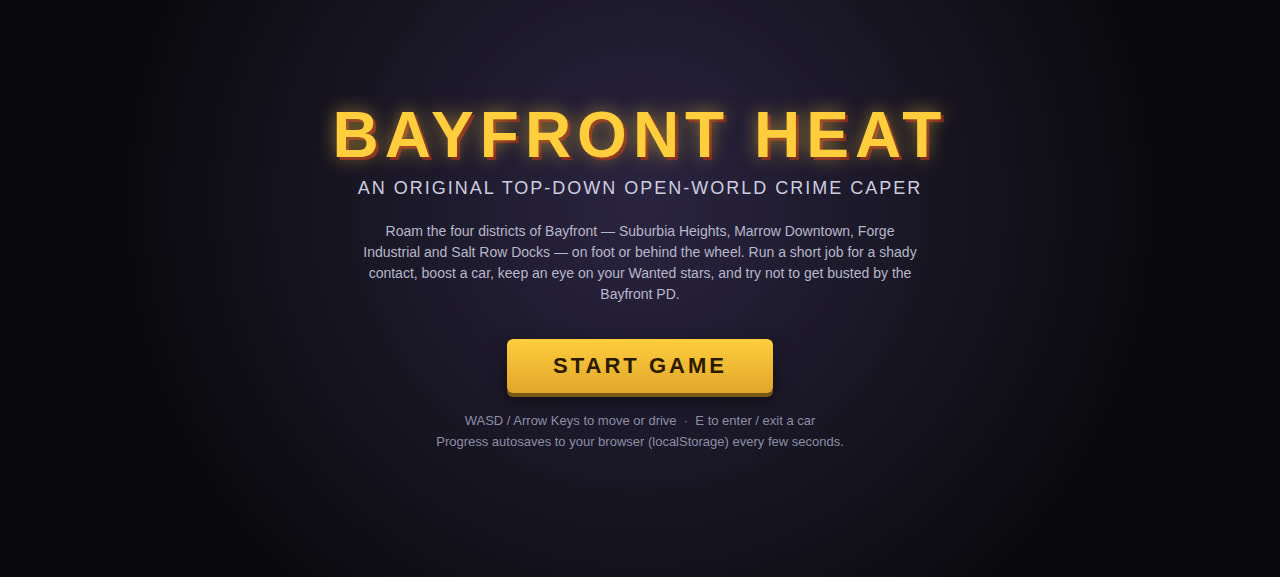 BAYFRONT HEAT
AN ORIGINAL TOP-DOWN OPEN-WORLD CRIME CAPER
Roam the four districts of Bayfront — Suburbia Heights, Marrow Downtown, Forge
Industrial and Salt Row Docks — on foot or behind the wheel. Run a short job for a shady
contact, boost a car, keep an eye on your Wanted stars, and try not to get busted by the
Bayfront PD.
START GAME
WASD / Arrow Keys to move or drive · E to enter / exit a car
Progress autosaves to your browser (localStorage) every few seconds.